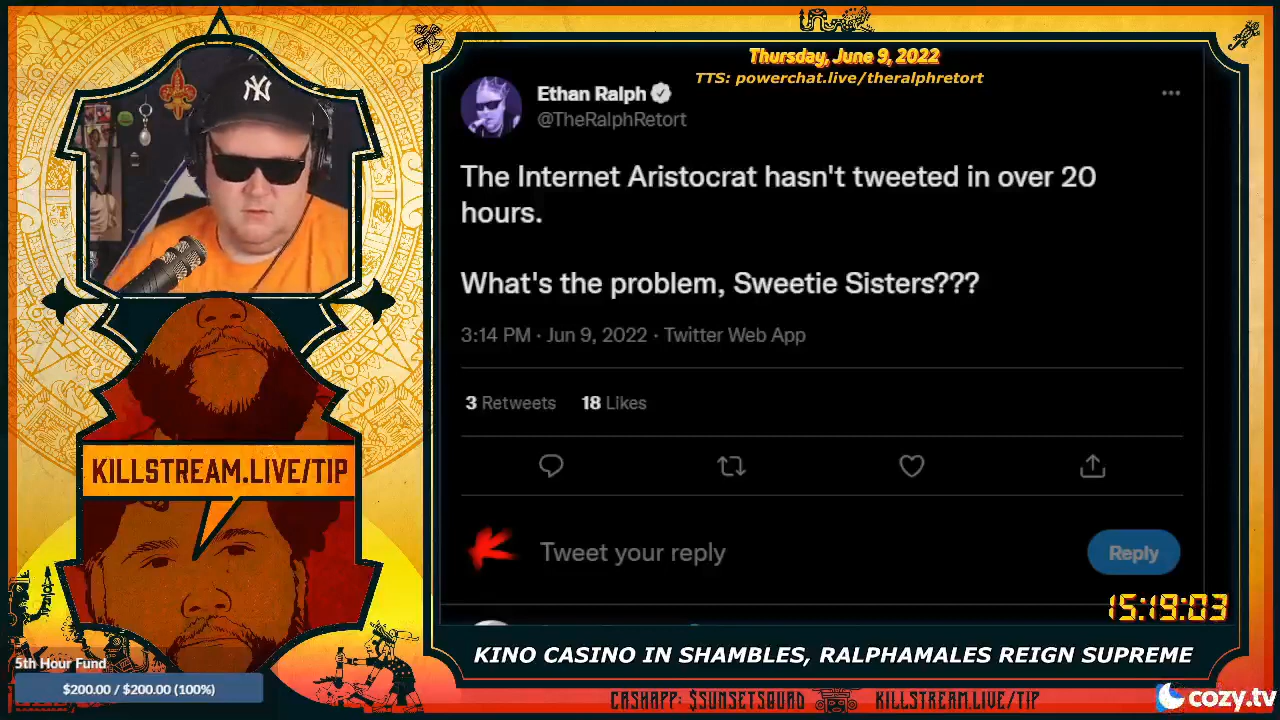 Thursday, June 9, 2022
TTS: powerchat.live/theralphretort
Ethan Ralph
@TheRalphRetort
The Internet Aristocrat hasn't tweeted in over 20
hours.
What's the problem, Sweetie Sisters???
3:14 PM · Jun 9, 2022 · Twitter Web App
3 Retweets 18 Likes
Tweet your reply
Reply
15:19:03
KILLSTREAM.LIVE/TIP
5th Hour Fund
$200.00 / $200.00 (100%)
KINO CASINO IN SHAMBLES, RALPHAMALES REIGN SUPREME
CASHAPP: $SUNSETSQUAD KILLSTREAM.LIVE/TIP
cozy.tv
NY